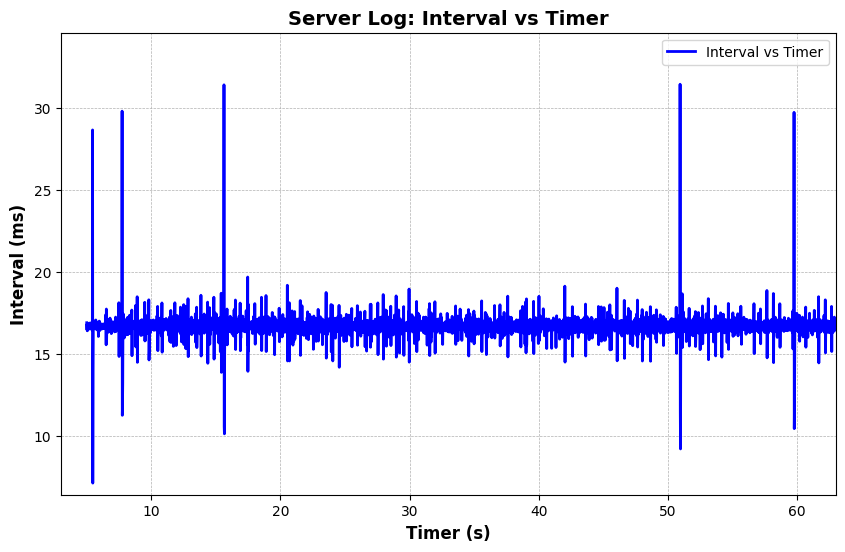 Server Log: Interval vs Timer
Interval vs Timer
Interval (ms)
30
25
20
15
10
10 20 30 40 50 60
Timer (s)